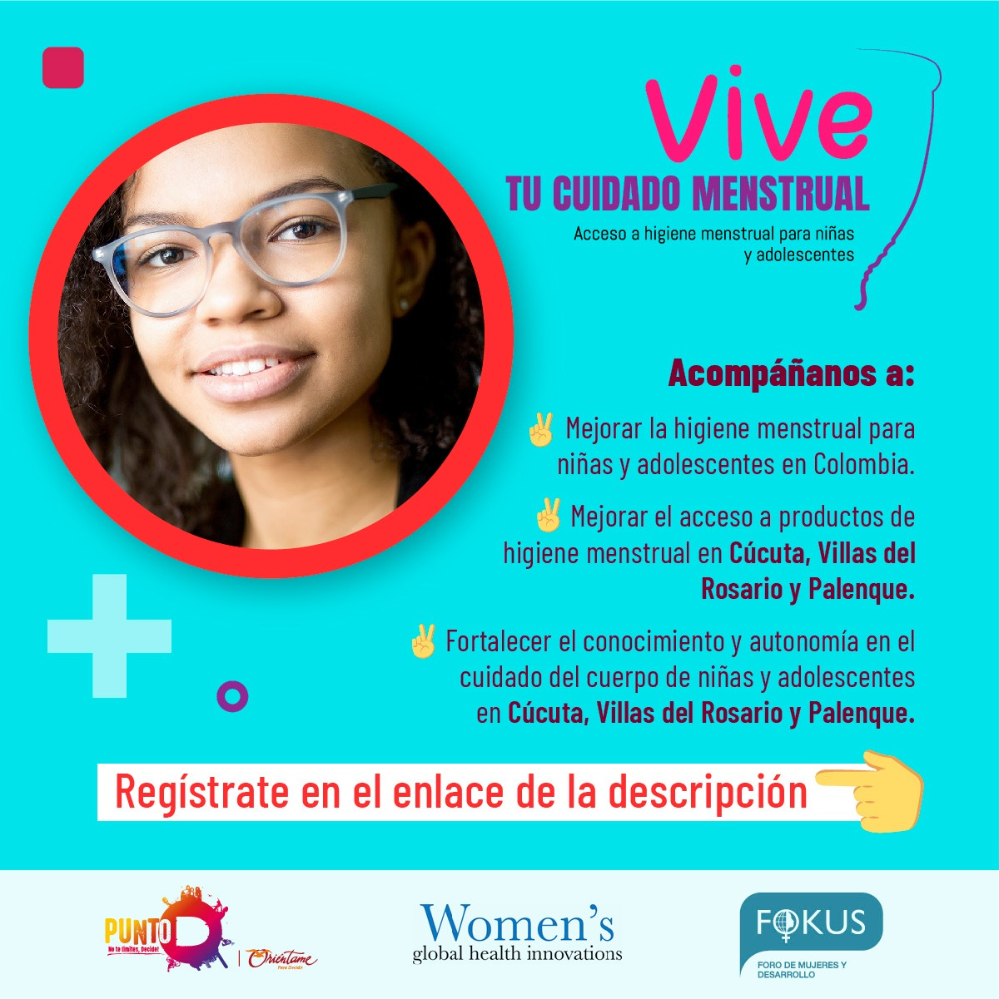 Vive
TU CUIDADO MENSTRUAL
Acceso a higiene menstrual para niñas
y adolescentes
Acompáñanos a:
✌ Mejorar la higiene menstrual para
niñas y adolescentes en Colombia.
✌ Mejorar el acceso a productos de
higiene menstrual en Cúcuta, Villas del
Rosario y Palenque.
✌ Fortalecer el conocimiento y autonomía en el
cuidado del cuerpo de niñas y adolescentes
en Cúcuta, Villas del Rosario y Palenque.
Regístrate en el enlace de la descripción
PUNTO D
No te limites, Decide!
Oriéntame
Para Decidir
Women's
global health innovations
FOKUS
FORO DE MUJERES Y
DESARROLLO